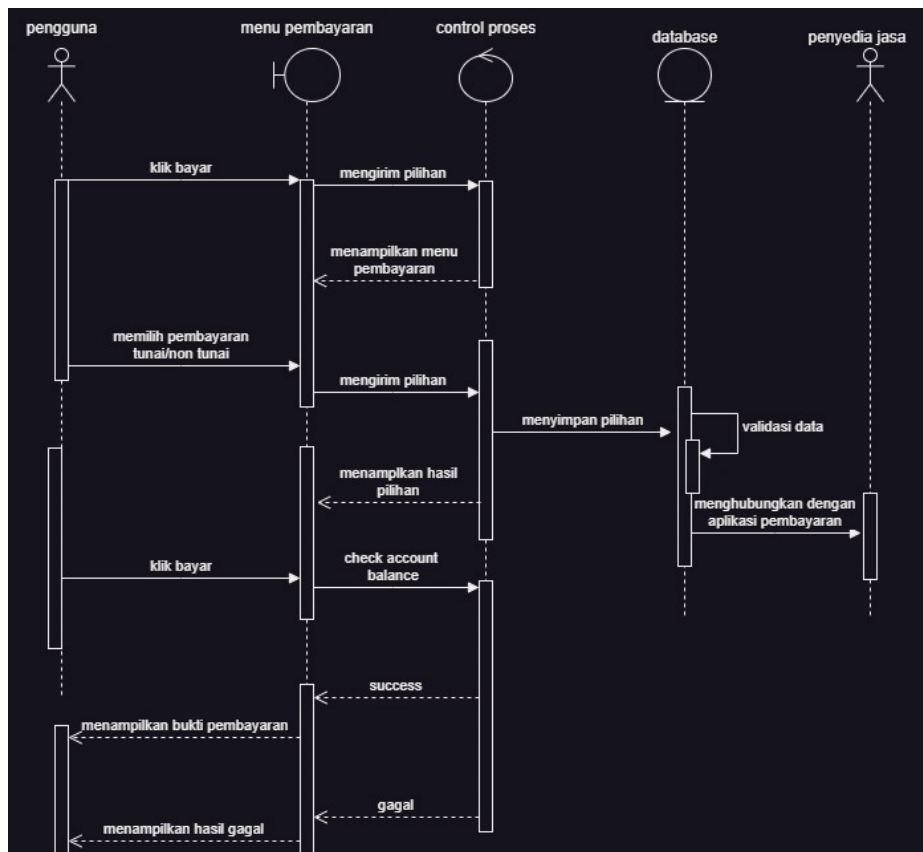 pengguna
menu pembayaran
control proses
database
penyedia jasa
klik bayar
mengirim pilihan
menampilkan menu
pembayaran
memilih pembayaran
tunai/non tunai
mengirim pilihan
menyimpan pilihan
validasi data
menamplkan hasil
pilihan
menghubungkan dengan
aplikasi pembayaran
klik bayar
check account
balance
success
menampilkan bukti pembayaran
gagal
menampilkan hasil gagal